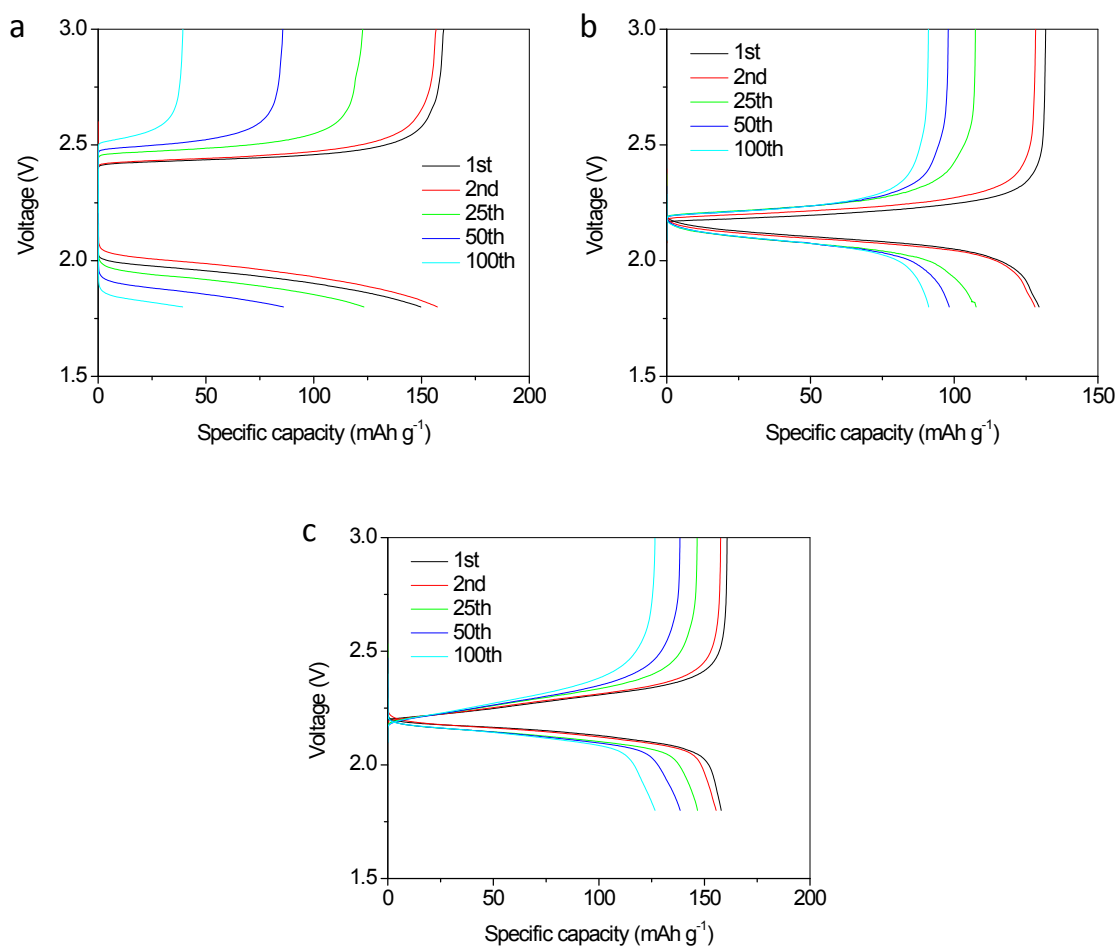 a
3.0
2.5
2.0
1.5
Voltage (V)
1st
2nd
25th
50th
100th
0
50
100
150
200
Specific capacity (mAh g⁻¹)
b
3.0
2.5
2.0
1.5
Voltage (V)
1st
2nd
25th
50th
100th
0
50
100
150
Specific capacity (mAh g⁻¹)
c
3.0
2.5
2.0
1.5
Voltage (V)
1st
2nd
25th
50th
100th
0
50
100
150
200
Specific capacity (mAh g⁻¹)